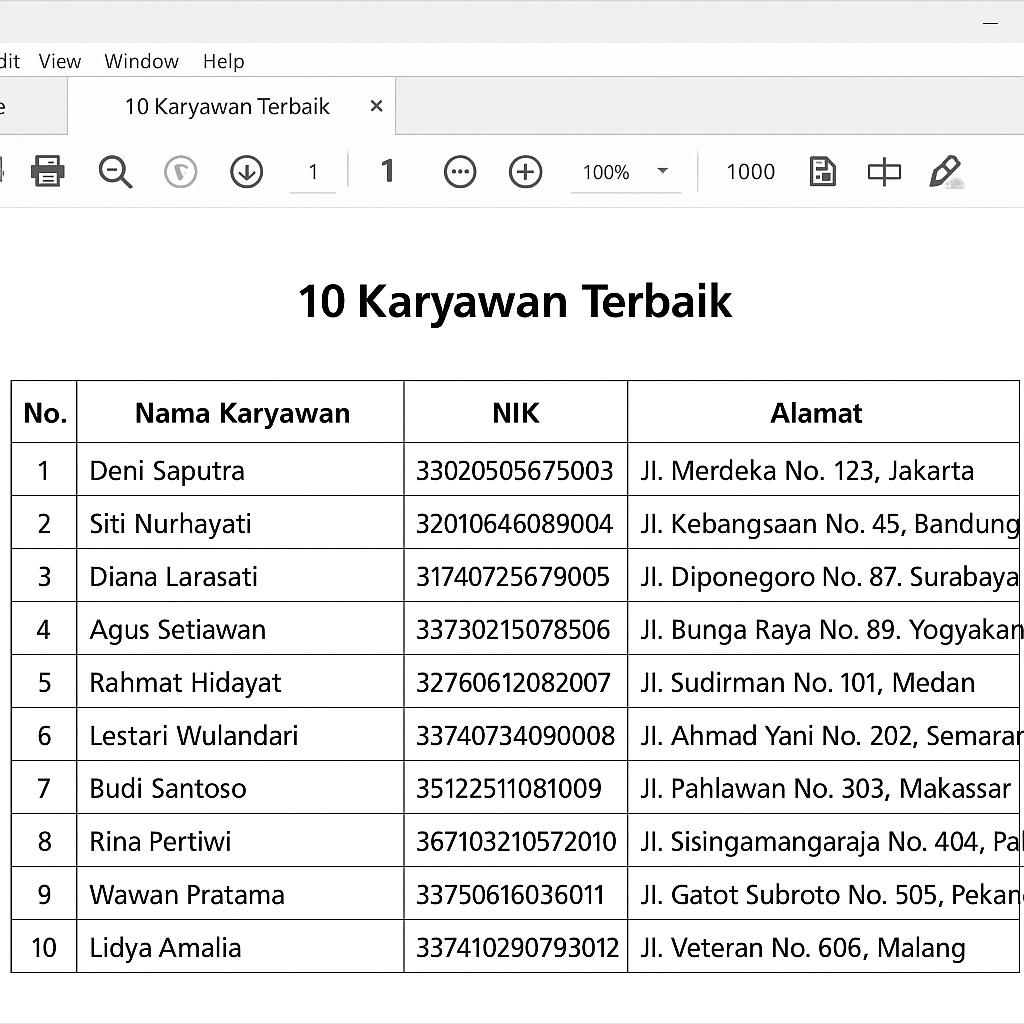 dit View Window Help
e 10 Karyawan Terbaik ×
1 1 100% 1000
10 Karyawan Terbaik
No. Nama Karyawan NIK Alamat
1 Deni Saputra 33020505675003 Jl. Merdeka No. 123, Jakarta
2 Siti Nurhayati 32010646089004 Jl. Kebangsaan No. 45, Bandung
3 Diana Larasati 31740725679005 Jl. Diponegoro No. 87. Surabaya
4 Agus Setiawan 33730215078506 Jl. Bunga Raya No. 89. Yogyakan
5 Rahmat Hidayat 32760612082007 Jl. Sudirman No. 101, Medan
6 Lestari Wulandari 33740734090008 Jl. Ahmad Yani No. 202, Semarar
7 Budi Santoso 35122511081009 Jl. Pahlawan No. 303, Makassar
8 Rina Pertiwi 367103210572010 Jl. Sisingamangaraja No. 404, Pal
9 Wawan Pratama 33750616036011 Jl. Gatot Subroto No. 505, Pekan
10 Lidya Amalia 337410290793012 Jl. Veteran No. 606, Malang